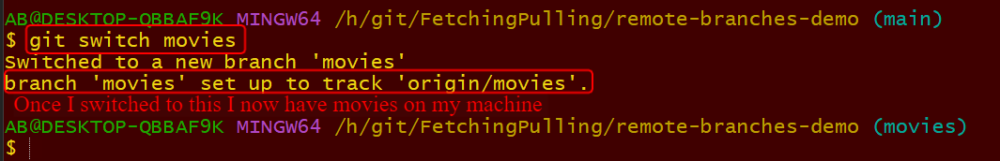 AB@DESKTOP-QBBAF9K MINGW64 /h/git/FetchingPulling/remote-branches-demo (main)
$ git switch movies
Switched to a new branch 'movies'
branch 'movies' set up to track 'origin/movies'.
Once I switched to this I now have movies on my machine
AB@DESKTOP-QBBAF9K MINGW64 /h/git/FetchingPulling/remote-branches-demo (movies)
$